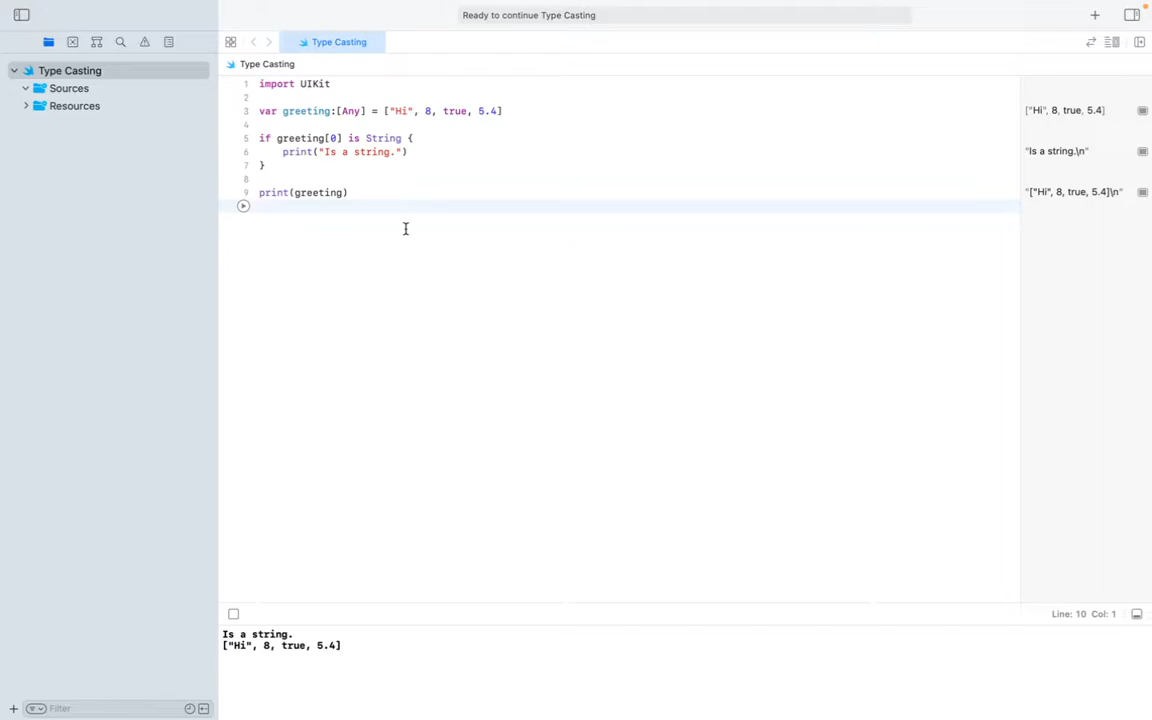 Ready to continue Type Casting
Type Casting
Type Casting
Sources
Resources
Type Casting
1 import UIKit
2
3 var greeting:[Any] = ["Hi", 8, true, 5.4]
4
5 if greeting[0] is String {
6 print("Is a string.")
7 }
8
9 print(greeting)
["Hi", 8, true, 5.4]
"Is a string.\n"
"["Hi", 8, true, 5.4]\n"
Line: 10 Col: 1
Is a string.
["Hi", 8, true, 5.4]
Filter